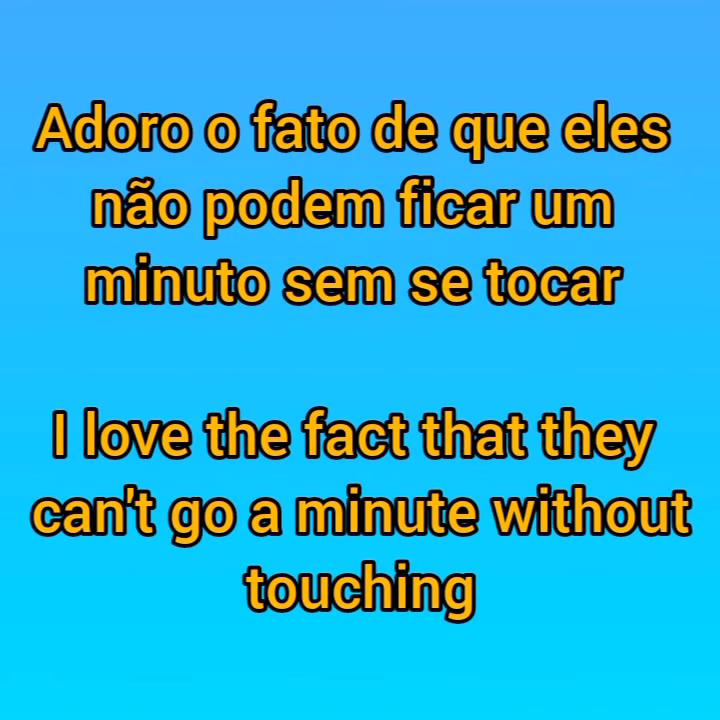 Adoro o fato de que eles
não podem ficar um
minuto sem se tocar
I love the fact that they
can't go a minute without
touching